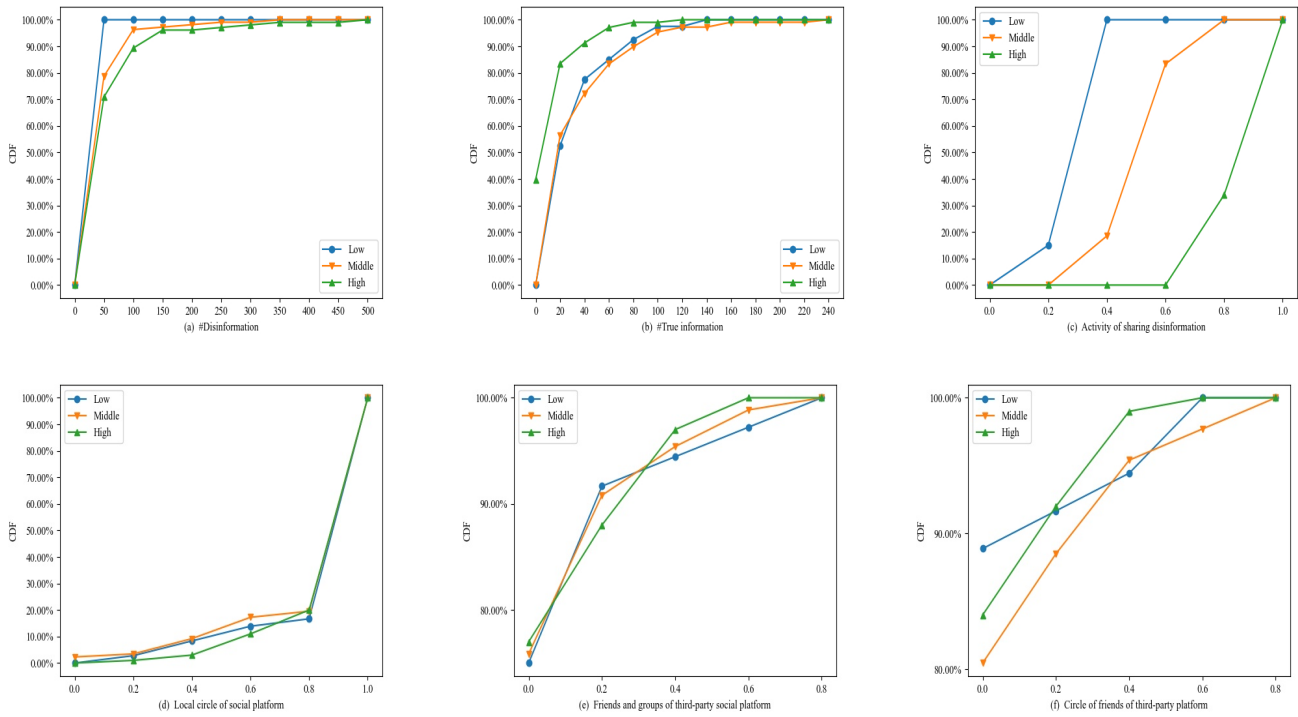 100.00%
90.00%
80.00%
70.00%
60.00%
50.00%
40.00%
30.00%
20.00%
10.00%
0.00%
CDF
Low
Middle
High
0 50 100 150 200 250 300 350 400 450 500
(a) #Disinformation
100.00%
90.00%
80.00%
70.00%
60.00%
50.00%
40.00%
30.00%
20.00%
10.00%
0.00%
CDF
Low
Middle
High
0 20 40 60 80 100 120 140 160 180 200 220 240
(b) #True information
100.00%
90.00%
80.00%
70.00%
60.00%
50.00%
40.00%
30.00%
20.00%
10.00%
0.00%
CDF
Low
Middle
High
0.0 0.2 0.4 0.6 0.8 1.0
(c) Activity of sharing disinformation
100.00%
90.00%
80.00%
70.00%
60.00%
50.00%
40.00%
30.00%
20.00%
10.00%
0.00%
CDF
Low
Middle
High
0.0 0.2 0.4 0.6 0.8 1.0
(d) Local circle of social platform
100.00%
90.00%
80.00%
CDF
Low
Middle
High
0.0 0.2 0.4 0.6 0.8
(e) Friends and groups of third-party social platform
100.00%
90.00%
80.00%
CDF
Low
Middle
High
0.0 0.2 0.4 0.6 0.8
(f) Circle of friends of third-party platform